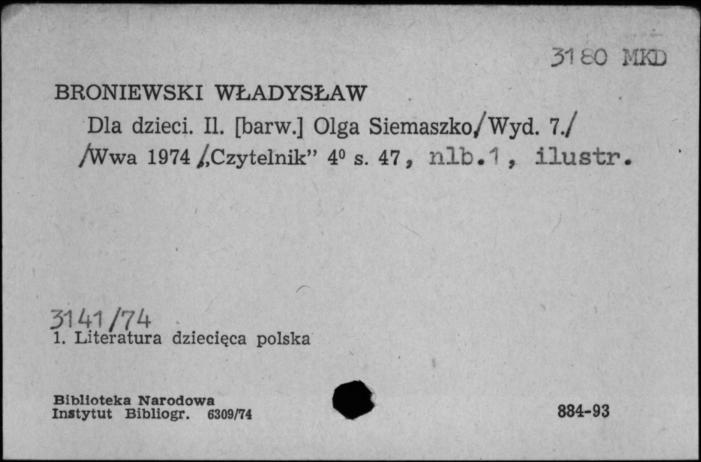 3180 MKD
BRONIEWSKI WŁADYSŁAW
Dla dzieci. Il. [barw.] Olga Siemaszko/Wyd. 7./
/Wwa 1974 /„Czytelnik” 4⁰ s. 47, nlb.1, ilustr.
3141/74
1. Literatura dziecięca polska
Biblioteka Narodowa
Instytut Bibliogr. 6309/74
884-93